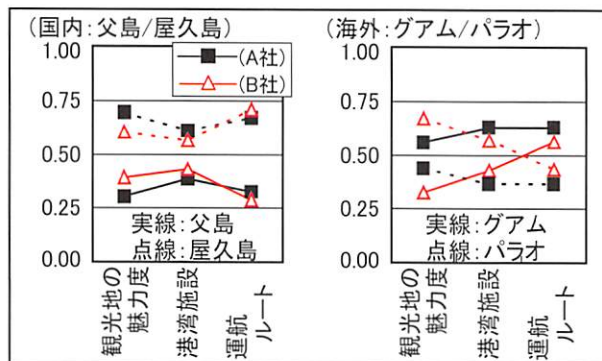 (国内:父島/屋久島)
1.00
0.75
0.50
0.25
0.00
(A社)
(B社)
実線:父島
点線:屋久島
観光地の
魅力度
港湾施設
運航
ルート
(海外:グアム/パラオ)
1.00
0.75
0.50
0.25
0.00
実線:グアム
点線:パラオ
観光地の
魅力度
港湾施設
運航
ルート